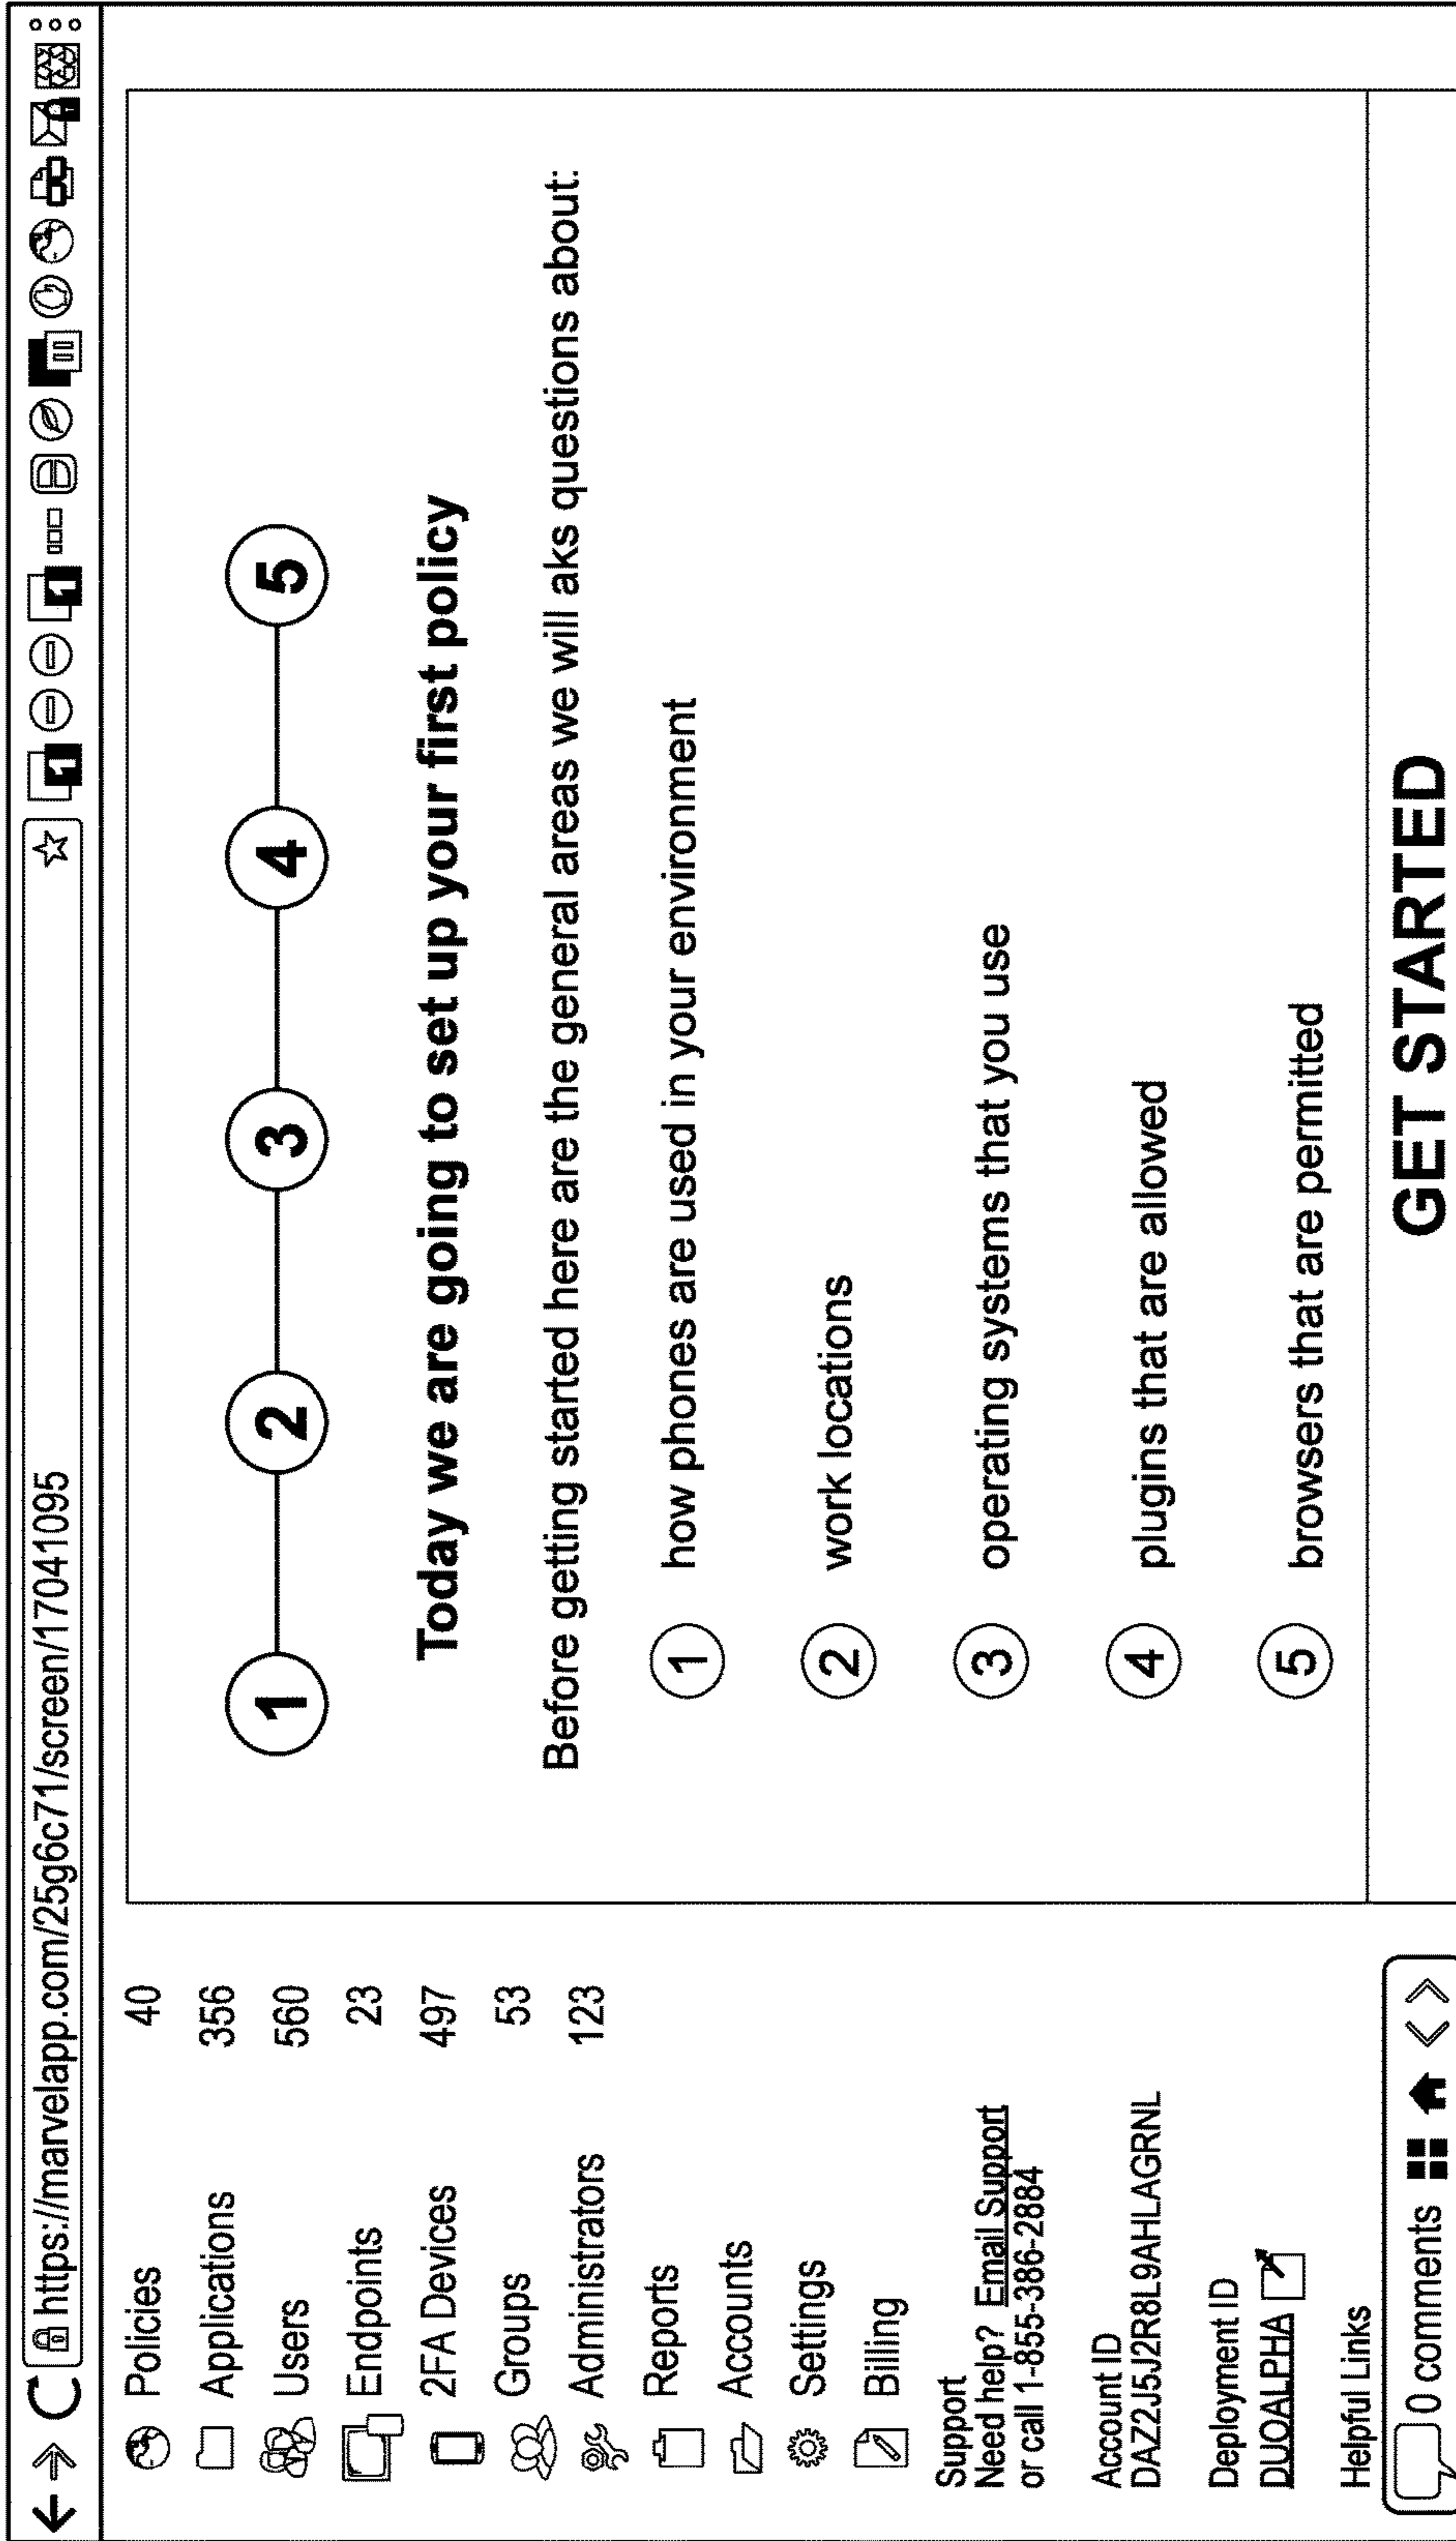 https://marvelapp.com/25g6c71/screen/17041095
1 1
Policies 40
Applications 356
Users 560
Endpoints 23
2FA Devices 497
Groups 53
Administrators 123
Reports
Accounts
Settings
Billing
Support
Need help? Email Support
or call 1-855-386-2884
Account ID
DAZ2J5J2R8L9AHLAGRNL
Deployment ID
DUOALPHA
Helpful Links
0 comments
1 2 3 4 5
Today we are going to set up your first policy
Before getting started here are the general areas we will aks questions about:
1 how phones are used in your environment
2 work locations
3 operating systems that you use
4 plugins that are allowed
5 browsers that are permitted
GET STARTED